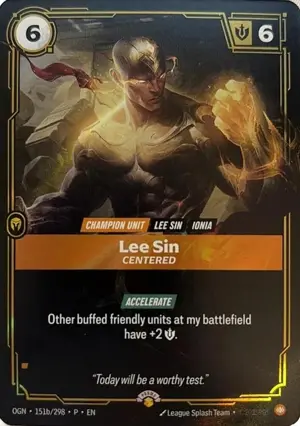 6
6
CHAMPION UNIT LEE SIN IONIA
Lee Sin
CENTERED
ACCELERATE
Other buffed friendly units at my battlefield
have +2 .
"Today will be a worthy test."
OGN • 151b/298 • P • EN
League Splash Team •